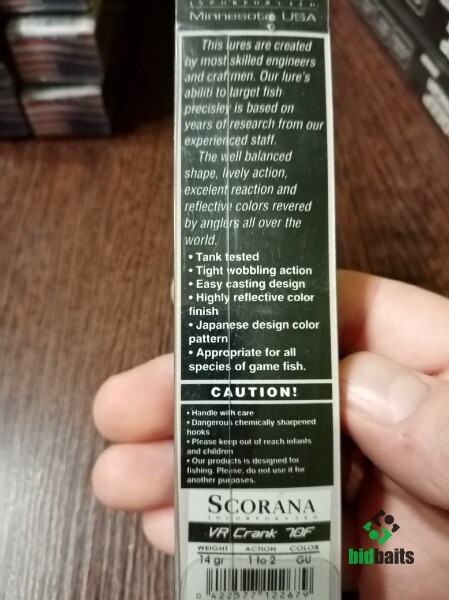 INCORPORATED
Minnesota USA
This lures are created
by most skilled engineers
and craftmen. Our lure's
abiliti to target fish
precisley is based on
years of research from our
experienced staff.
The well balanced
shape, lively action,
excelent reaction and
reflective colors revered
by anglers all over the
world.
• Tank tested
• Tight wobbling action
• Easy casting design
• Highly reflective color
finish
• Japanese design color
pattern
• Appropriate for all
species of game fish.
CAUTION!
• Handle with care
• Dangerous chemically sharpened
hooks
• Please keep out of reach infants
and children
• Our products is designed for
fishing. Please, do not use it for
another purposes.
SCORANA
INCORPORATED
VR Crank 70F
WEIGHT ACTION COLOR
14 gr 1 to 2 GU
0 422577 122679
bidbaits